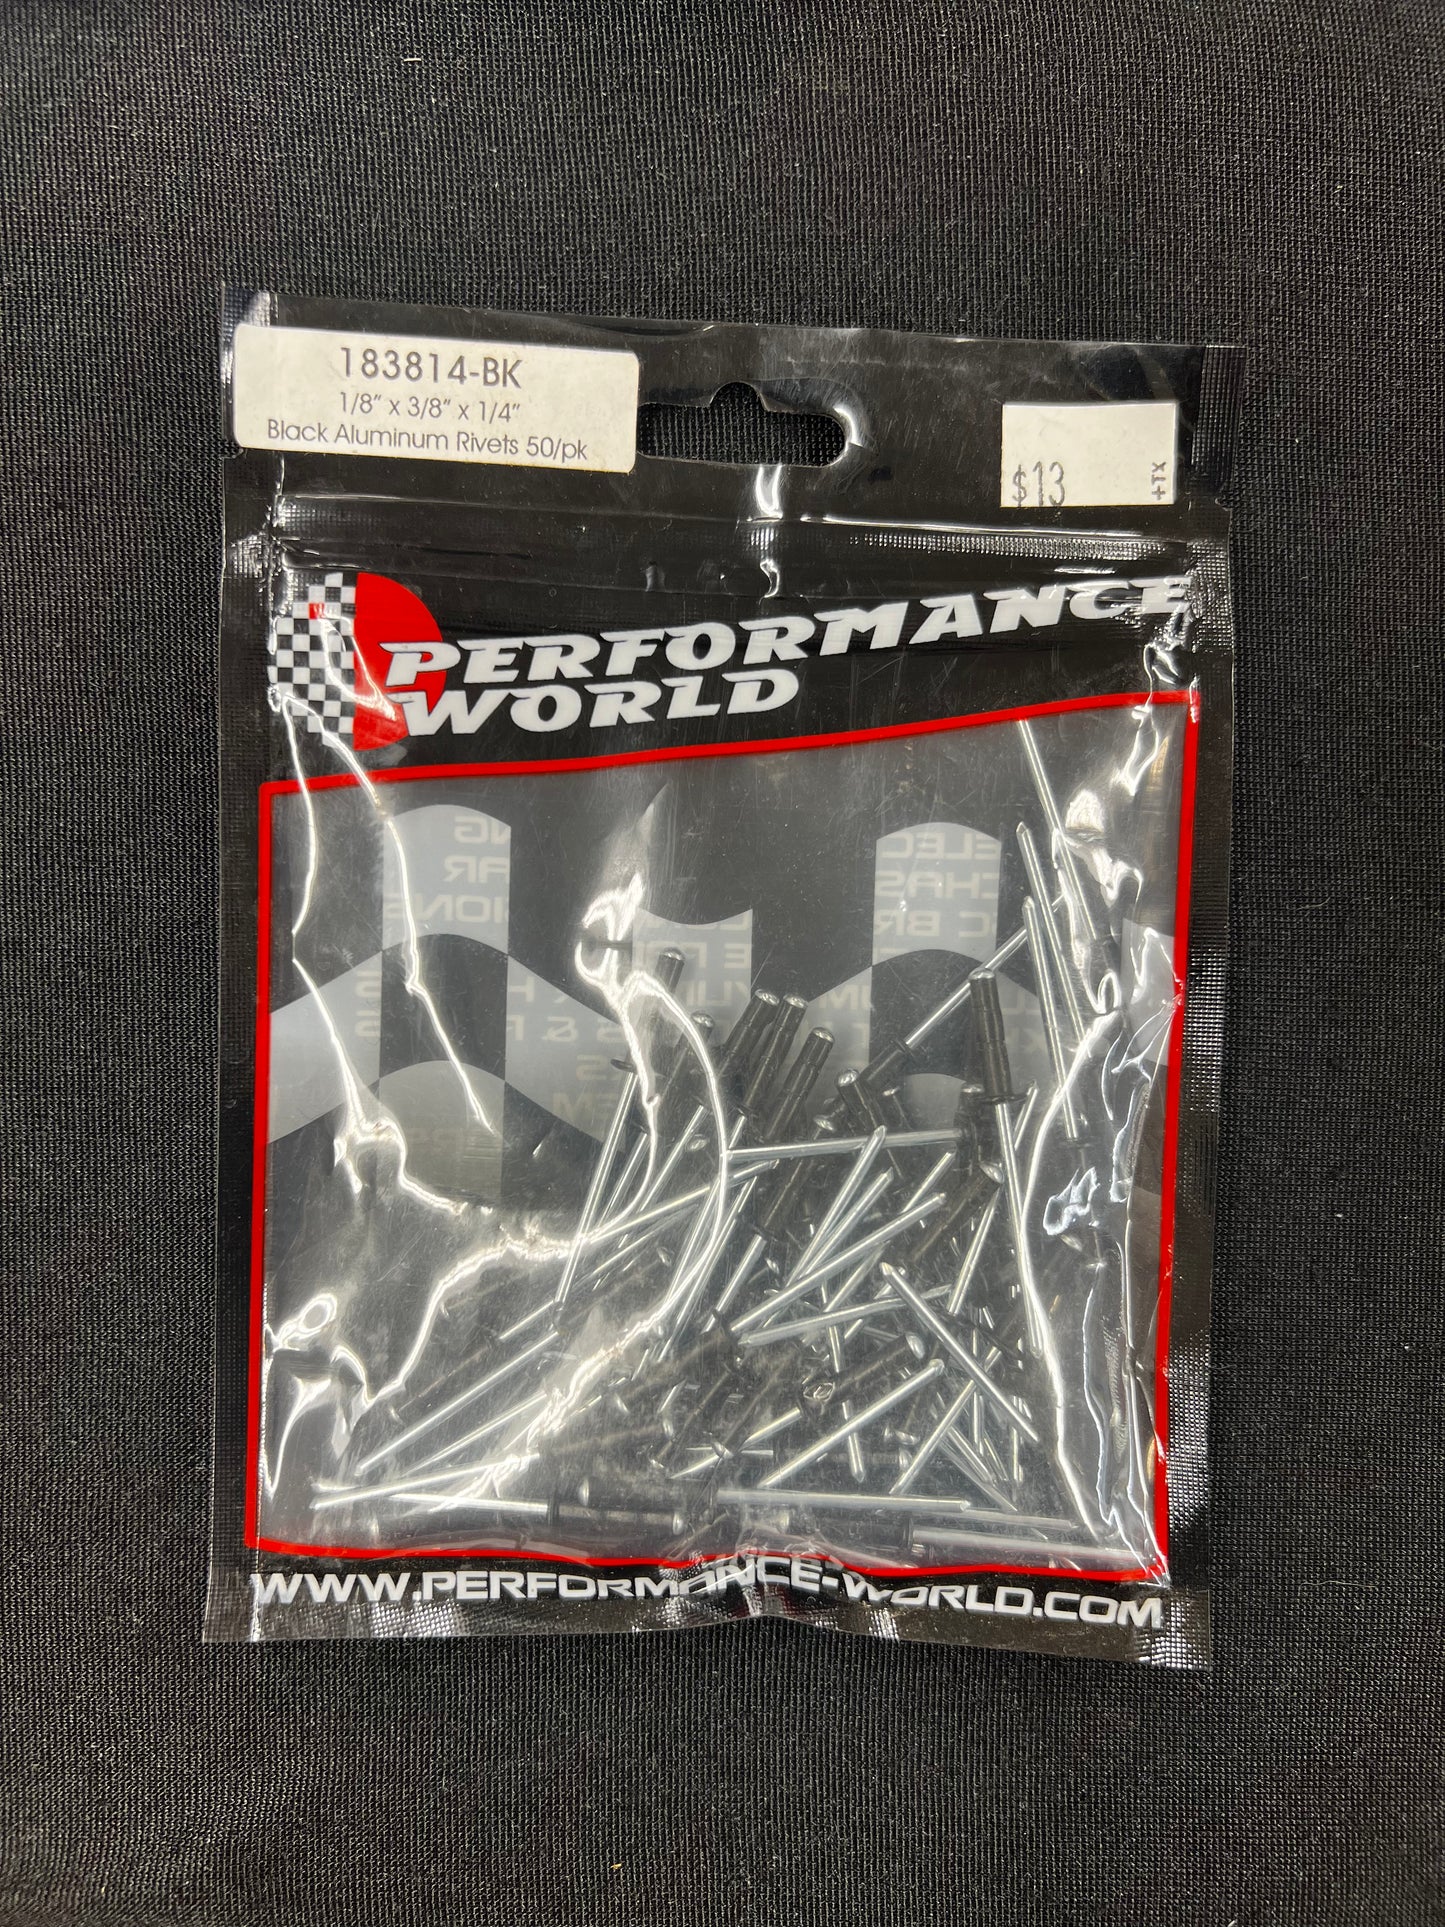 183814-BK
1/8" x 3/8" x 1/4"
Black Aluminum Rivets 50/pk
$13
+TX
PERFORMANCE
WORLD
WWW.PERFORMANCE-WORLD.COM